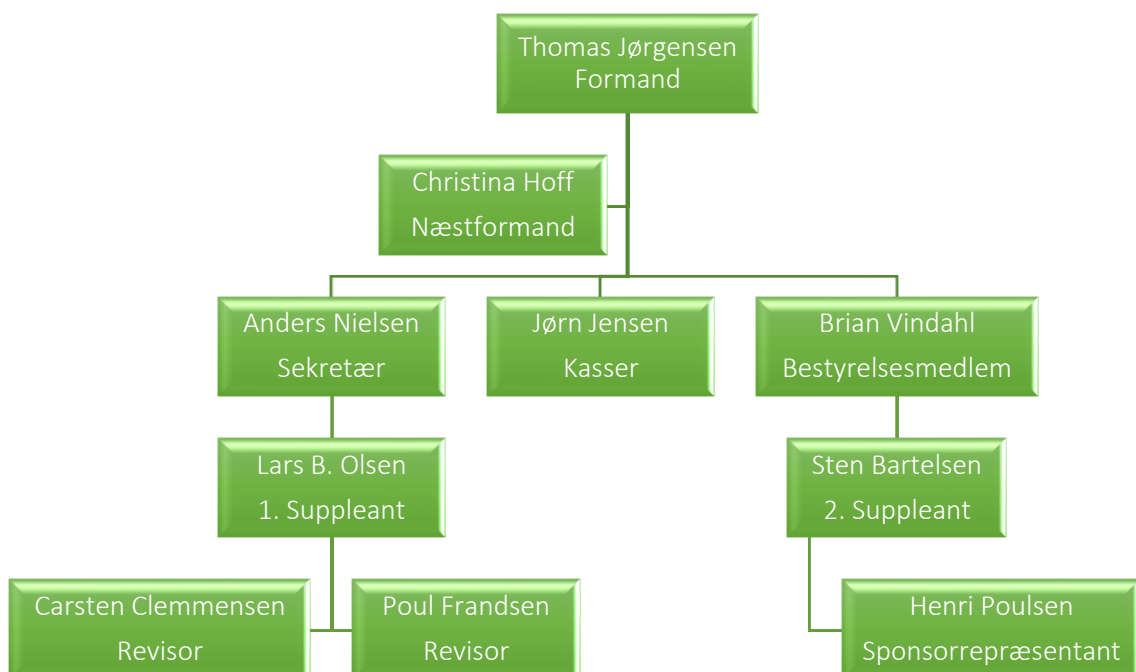 Thomas Jørgensen
Formand
Christina Hoff
Næstformand
Anders Nielsen
Sekretær
Jørn Jensen
Kasser
Brian Vindahl
Bestyrelsesmedlem
Lars B. Olsen
1. Suppleant
Sten Bartelsen
2. Suppleant
Carsten Clemmensen
Revisor
Poul Frandsen
Revisor
Henri Poulsen
Sponsorrepræsentant